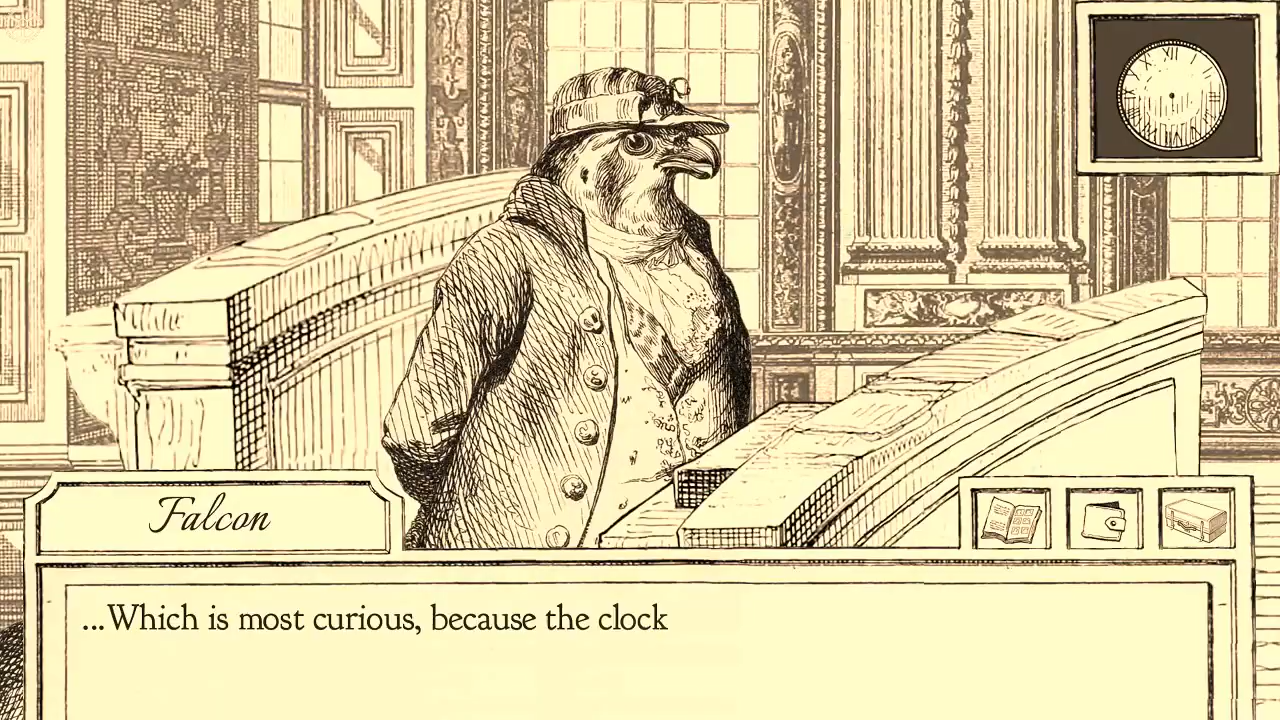 Falcon
...Which is most curious, because the clock